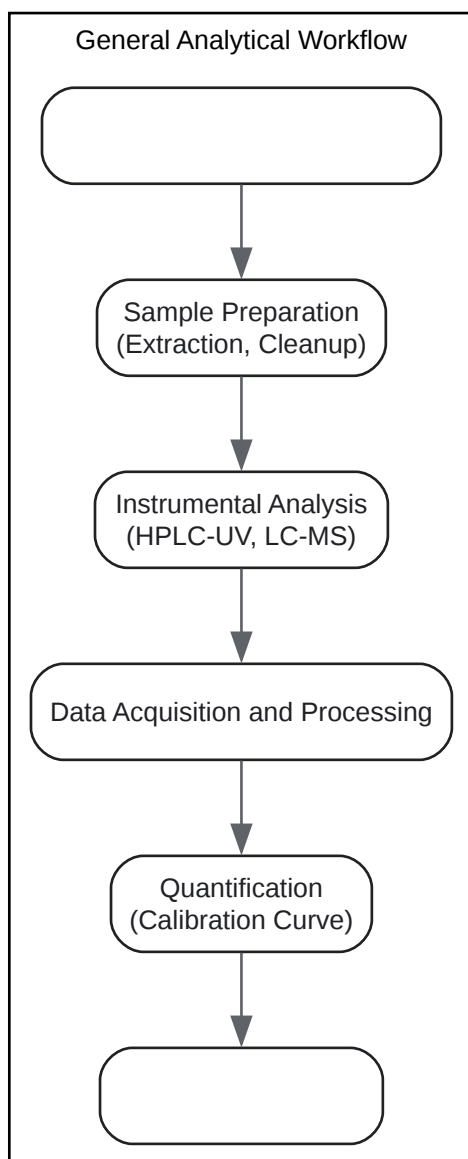 General Analytical Workflow
Sample Preparation
(Extraction, Cleanup)
Instrumental Analysis
(HPLC-UV, LC-MS)
Data Acquisition and Processing
Quantification
(Calibration Curve)